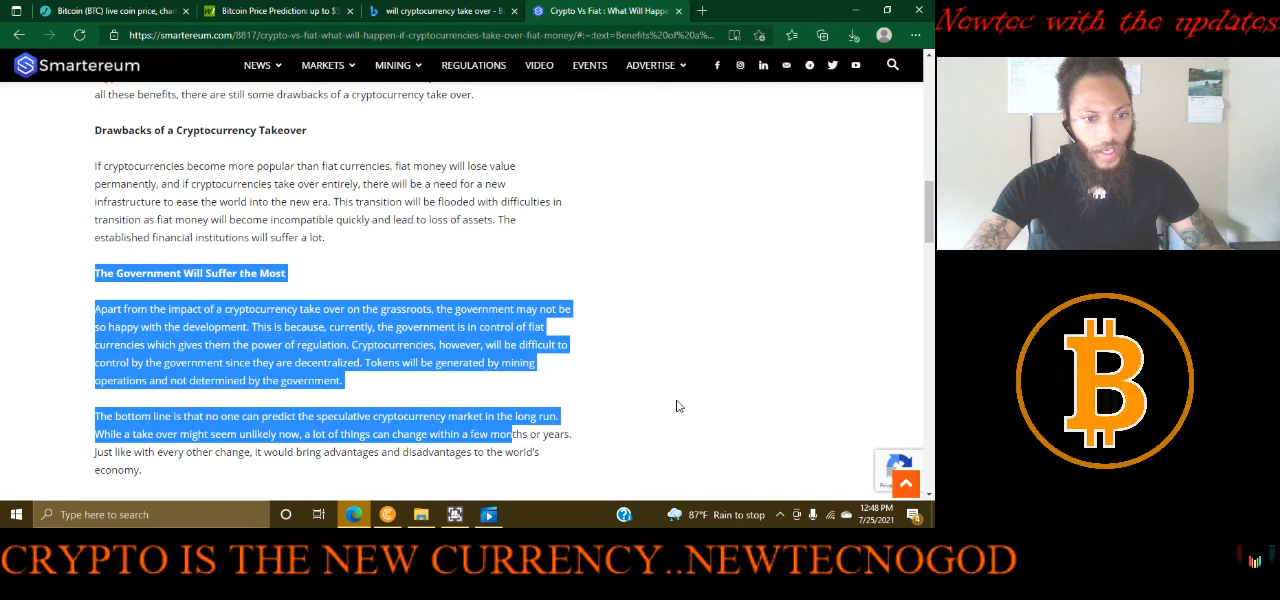 Bitcoin (BTC) live coin price, char
Bitcoin Price Prediction: up to $5
will cryptocurrency take over - B
Crypto Vs Fiat : What Will Happe
Newtec with the updates
https://smartereum.com/8817/crypto-vs-fiat-what-will-happen-if-cryptocurrencies-take-over-fiat-money/#:~:text=Benefits%20of%20a%...
Smartereum
NEWS
MARKETS
MINING
REGULATIONS
VIDEO
EVENTS
ADVERTISE
all these benefits, there are still some drawbacks of a cryptocurrency take over.
Drawbacks of a Cryptocurrency Takeover
If cryptocurrencies become more popular than fiat currencies, fiat money will lose value
permanently, and if cryptocurrencies take over entirely, there will be a need for a new
infrastructure to ease the world into the new era. This transition will be flooded with difficulties in
transition as fiat money will become incompatible quickly and lead to loss of assets. The
established financial institutions will suffer a lot.
The Government Will Suffer the Most
Apart from the impact of a cryptocurrency take over on the grassroots, the government may not be
so happy with the development. This is because, currently, the government is in control of fiat
currencies which gives them the power of regulation. Cryptocurrencies, however, will be difficult to
control by the government since they are decentralized. Tokens will be generated by mining
operations and not determined by the government.
The bottom line is that no one can predict the speculative cryptocurrency market in the long run.
While a take over might seem unlikely now, a lot of things can change within a few months or years.
Just like with every other change, it would bring advantages and disadvantages to the world's
economy.
Type here to search
87°F Rain to stop
12:48 PM
7/25/2021
4
CRYPTO IS THE NEW CURRENCY..NEWTECNOGOD